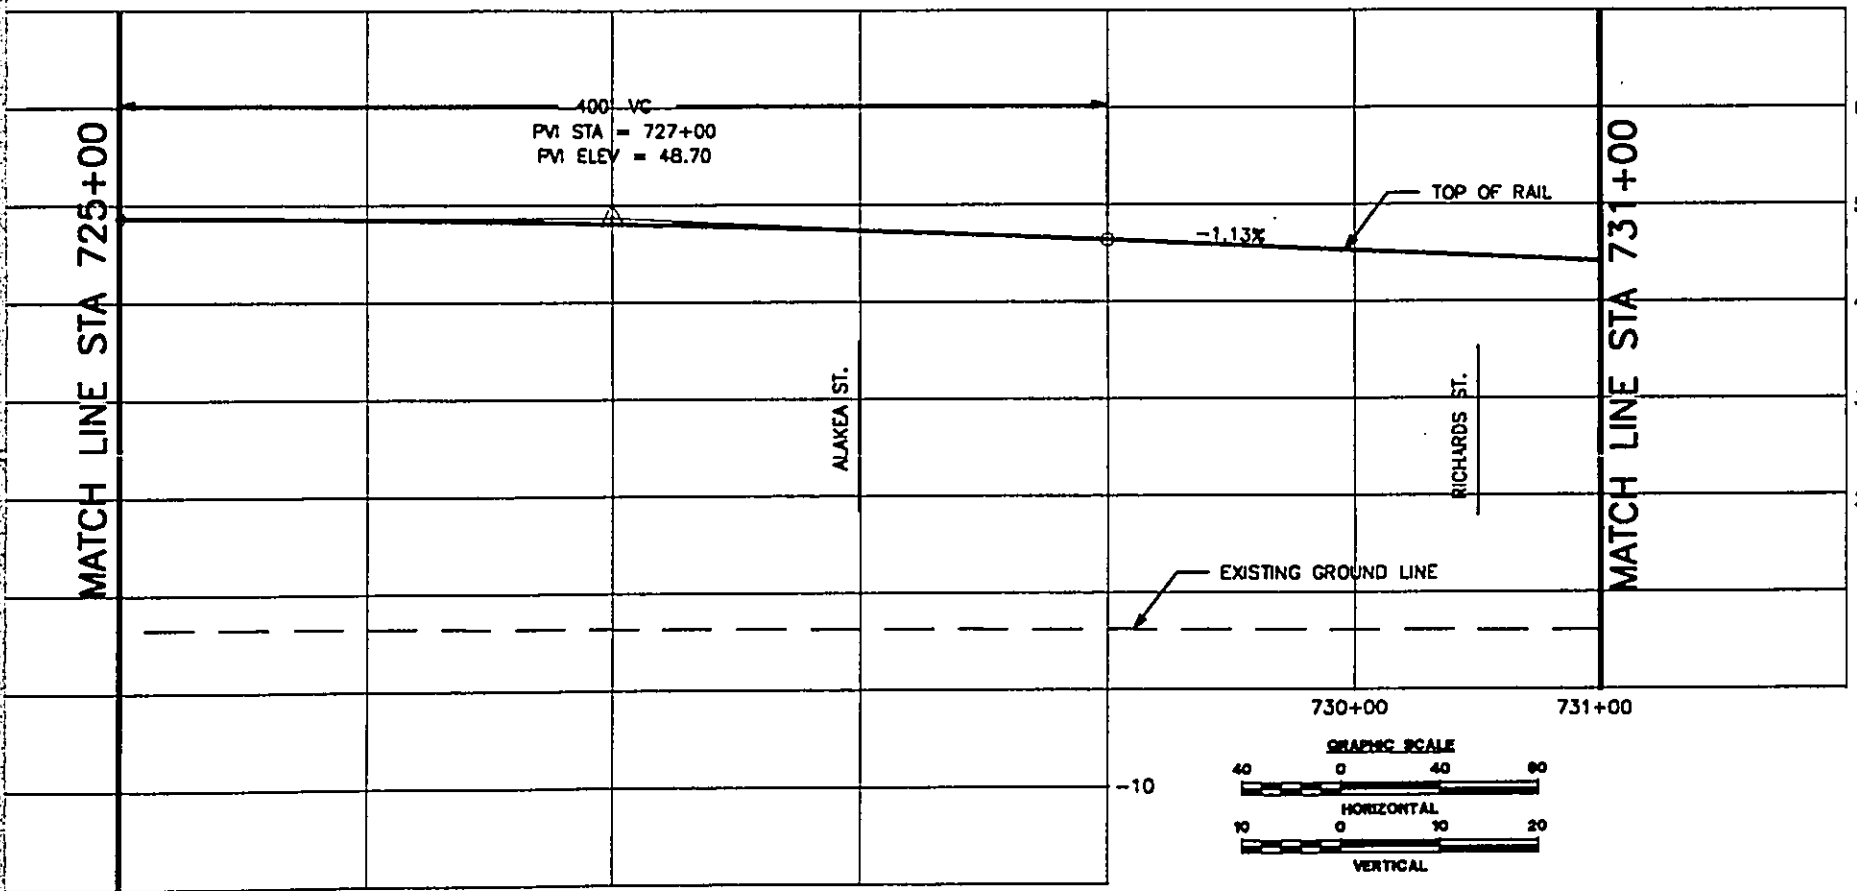 400 VC
PVI STA = 727+00
PVI ELEV = 48.70
MATCH LINE STA 725+00
TOP OF RAIL
-1.13%
MATCH LINE STA 731+00
ALAKEA ST.
RICHARDS ST.
EXISTING GROUND LINE
730+00
731+00
-10
GRAPHIC SCALE
40 0 40 80
HORIZONTAL
10 0 10 20
VERTICAL